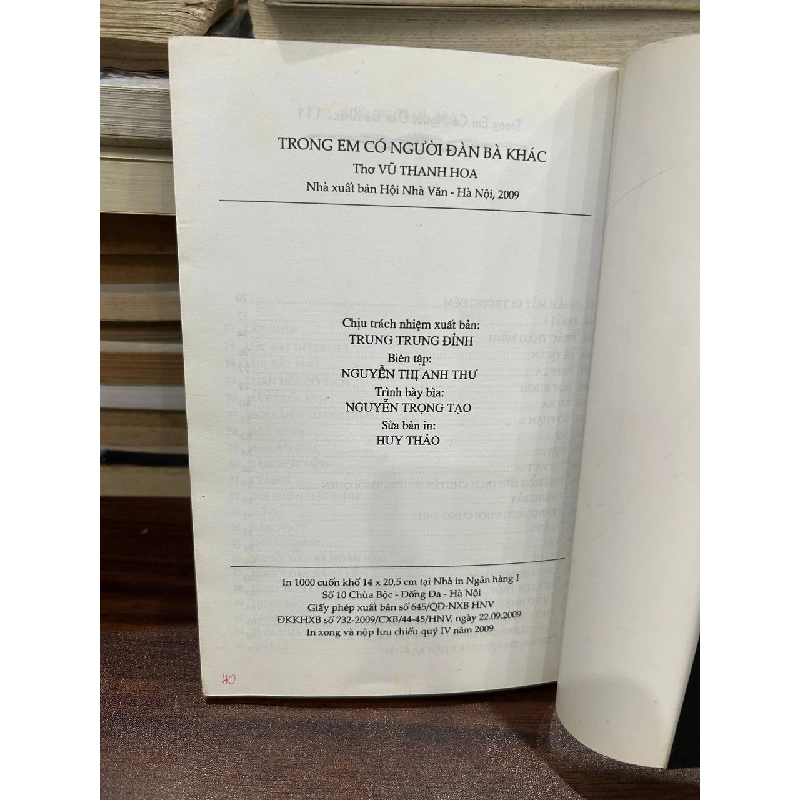 TRONG EM CÓ NGƯỜI ĐÀN BÀ KHÁC
Thơ VŨ THANH HOA
Nhà xuất bản Hội Nhà Văn - Hà Nội, 2009
Chịu trách nhiệm xuất bản:
TRUNG TRUNG ĐỈNH
Biên tập:
NGUYỄN THỊ ANH THƯ
Trình bày bìa:
NGUYỄN TRỌNG TẠO
Sửa bản in:
HUY THẢO
In 1000 cuốn khổ 14 x 20,5 cm tại Nhà in Ngân hàng I
Số 10 Chùa Bộc - Đống Đa - Hà Nội
Giấy phép xuất bản số 645/QĐ-NXB HNV
ĐKKHXB số 732-2009/CXB/44-45/HNV, ngày 22.09.2009
In xong và nộp lưu chiểu quý IV năm 2009